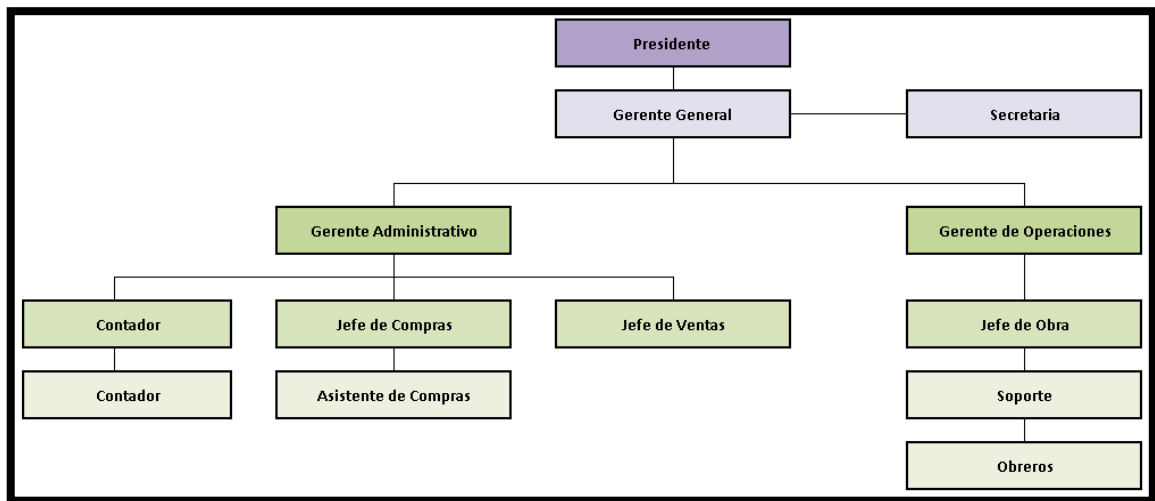 Presidente
Gerente General
Secretaria
Gerente Administrativo
Gerente de Operaciones
Contador
Jefe de Compras
Jefe de Ventas
Jefe de Obra
Contador
Asistente de Compras
Soporte
Obreros